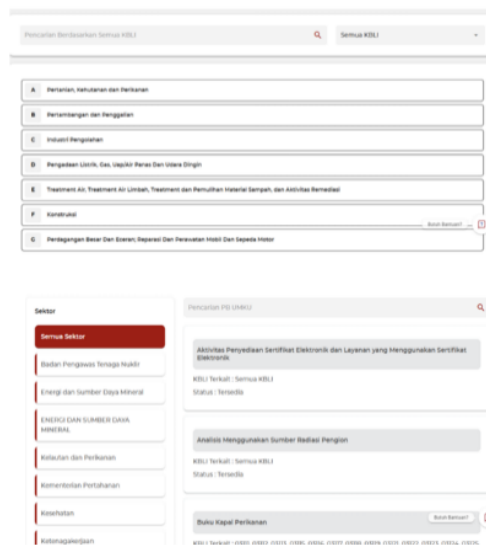 Pencarian Berdasarkan Semua KBLI
Semua KBLI
A Pertanian, Kehutanan dan Perikanan
B Pertambangan dan Penggalian
C Industri Pengolahan
D Pengadaan Listrik, Gas, Uap/Air Panas Dan Udara Dingin
E Treatment Air, Treatment Air Limbah, Treatment dan Pemulihan Material Sampah, dan Aktivitas Remediasi
F Konstruksi
Butuh Bantuan?
G Perdagangan Besar Dan Eceran; Reparasi Dan Perawatan Mobil Dan Sepeda Motor
Sektor
Semua Sektor
Badan Pengawas Tenaga Nuklir
Energi dan Sumber Daya Mineral
ENERGI DAN SUMBER DAYA
MINERAL
Kelautan dan Perikanan
Kementerian Pertahanan
Kesehatan
Ketenagakerjaan
Pencarian PB UMKU
Aktivitas Penyediaan Sertifikat Elektronik dan Layanan yang Menggunakan Sertifikat
Elektronik
KBLI Terkait : Semua KBLI
Status : Tersedia
Analisis Menggunakan Sumber Radiasi Pengion
KBLI Terkait : Semua KBLI
Status : Tersedia
Buku Kapal Perikanan
Butuh Bantuan?
KBLI Terkait :